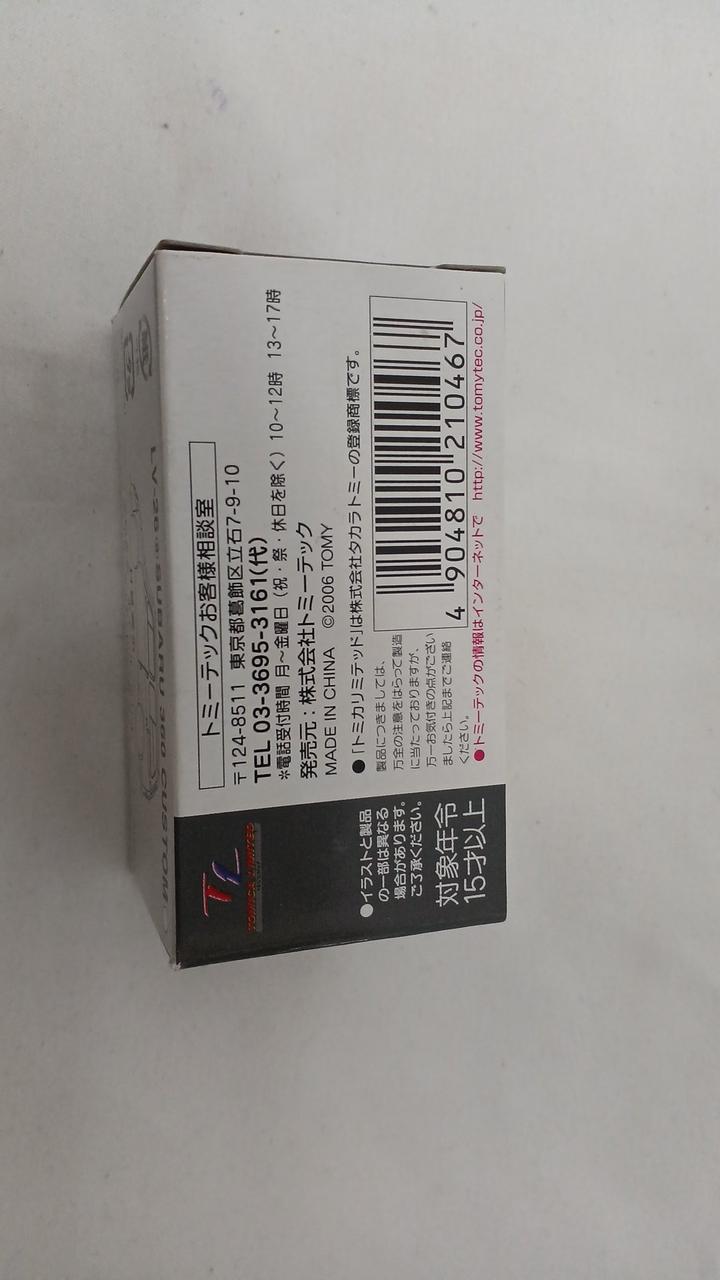 トミーテックお客様相談室
〒124-8511 東京都葛飾区立石7-9-10
TEL 03-3695-3161(代)
※電話受付時間 月〜金曜日(祝・祭・休日を除く) 10〜12時 13〜17時
発売元：株式会社トミーテック
MADE IN CHINA ©2006 TOMY
●「トミカリミテッド」は株式会社タカラトミーの登録商標です。
製品につきましては、
万全の注意をはらって製造
に当たっておりますが、
万一お気付きの点がござい
ましたら上記までご連絡
ください。
4 904810 210467
●トミーテックの情報はインターネットで http://www.tomytec.co.jp/
TL
TOMICA LIMITED
●イラストと製品
の一部は異なる
場合があります。
ご了承ください。
対象年令
15才以上
SUBARU 360 CUSTOM